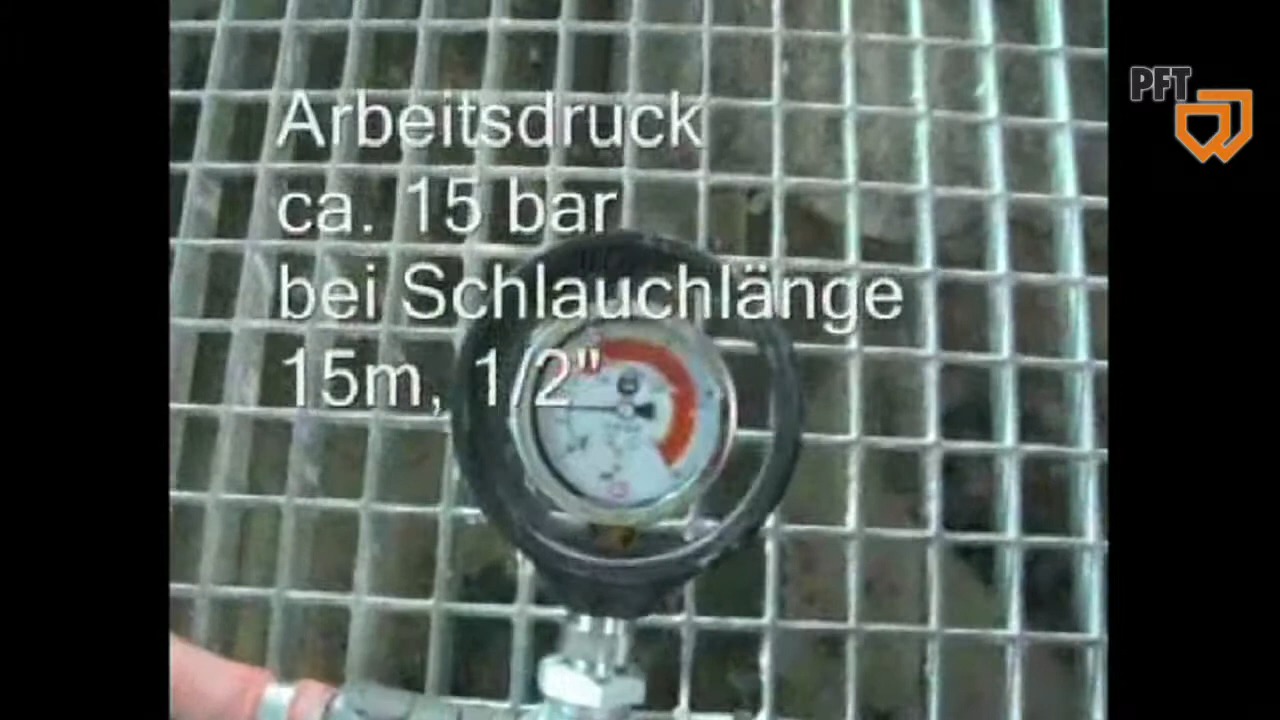 PFT
Arbeitsdruck
ca. 15 bar
bei Schlauchlänge
15m, 1/2"